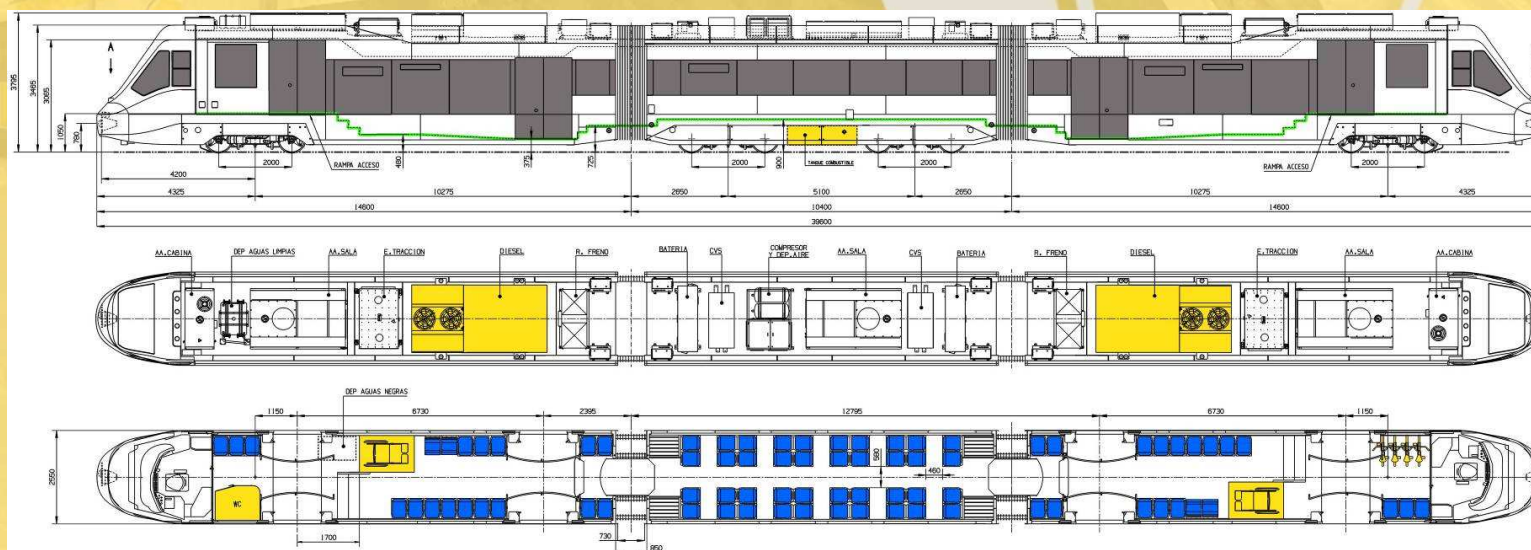 A
3795
3485
3085
1050
780
2000
RAMPA ACCESO
480
375
725
2000
900
TANQUE COMBUSTIBLE
2000
RAMPA ACCESO
2000
4200
4325
10275
2650
5100
2650
10275
4325
14600
10400
14600
39600
AA.CABINA
DEP AGUAS LIMPIAS
AA.SALA
E.TRACCION
DIESEL
R. FRENO
BATERIA
CVS
COMPRESOR
Y DEP.AIRE
AA.SALA
CVS
BATERIA
R. FRENO
DIESEL
E.TRACCION
AA.SALA
AA.CABINA
DEP AGUAS NEGRAS
1150
6730
2395
12795
6730
1150
2550
580
460
WC
1700
730
850